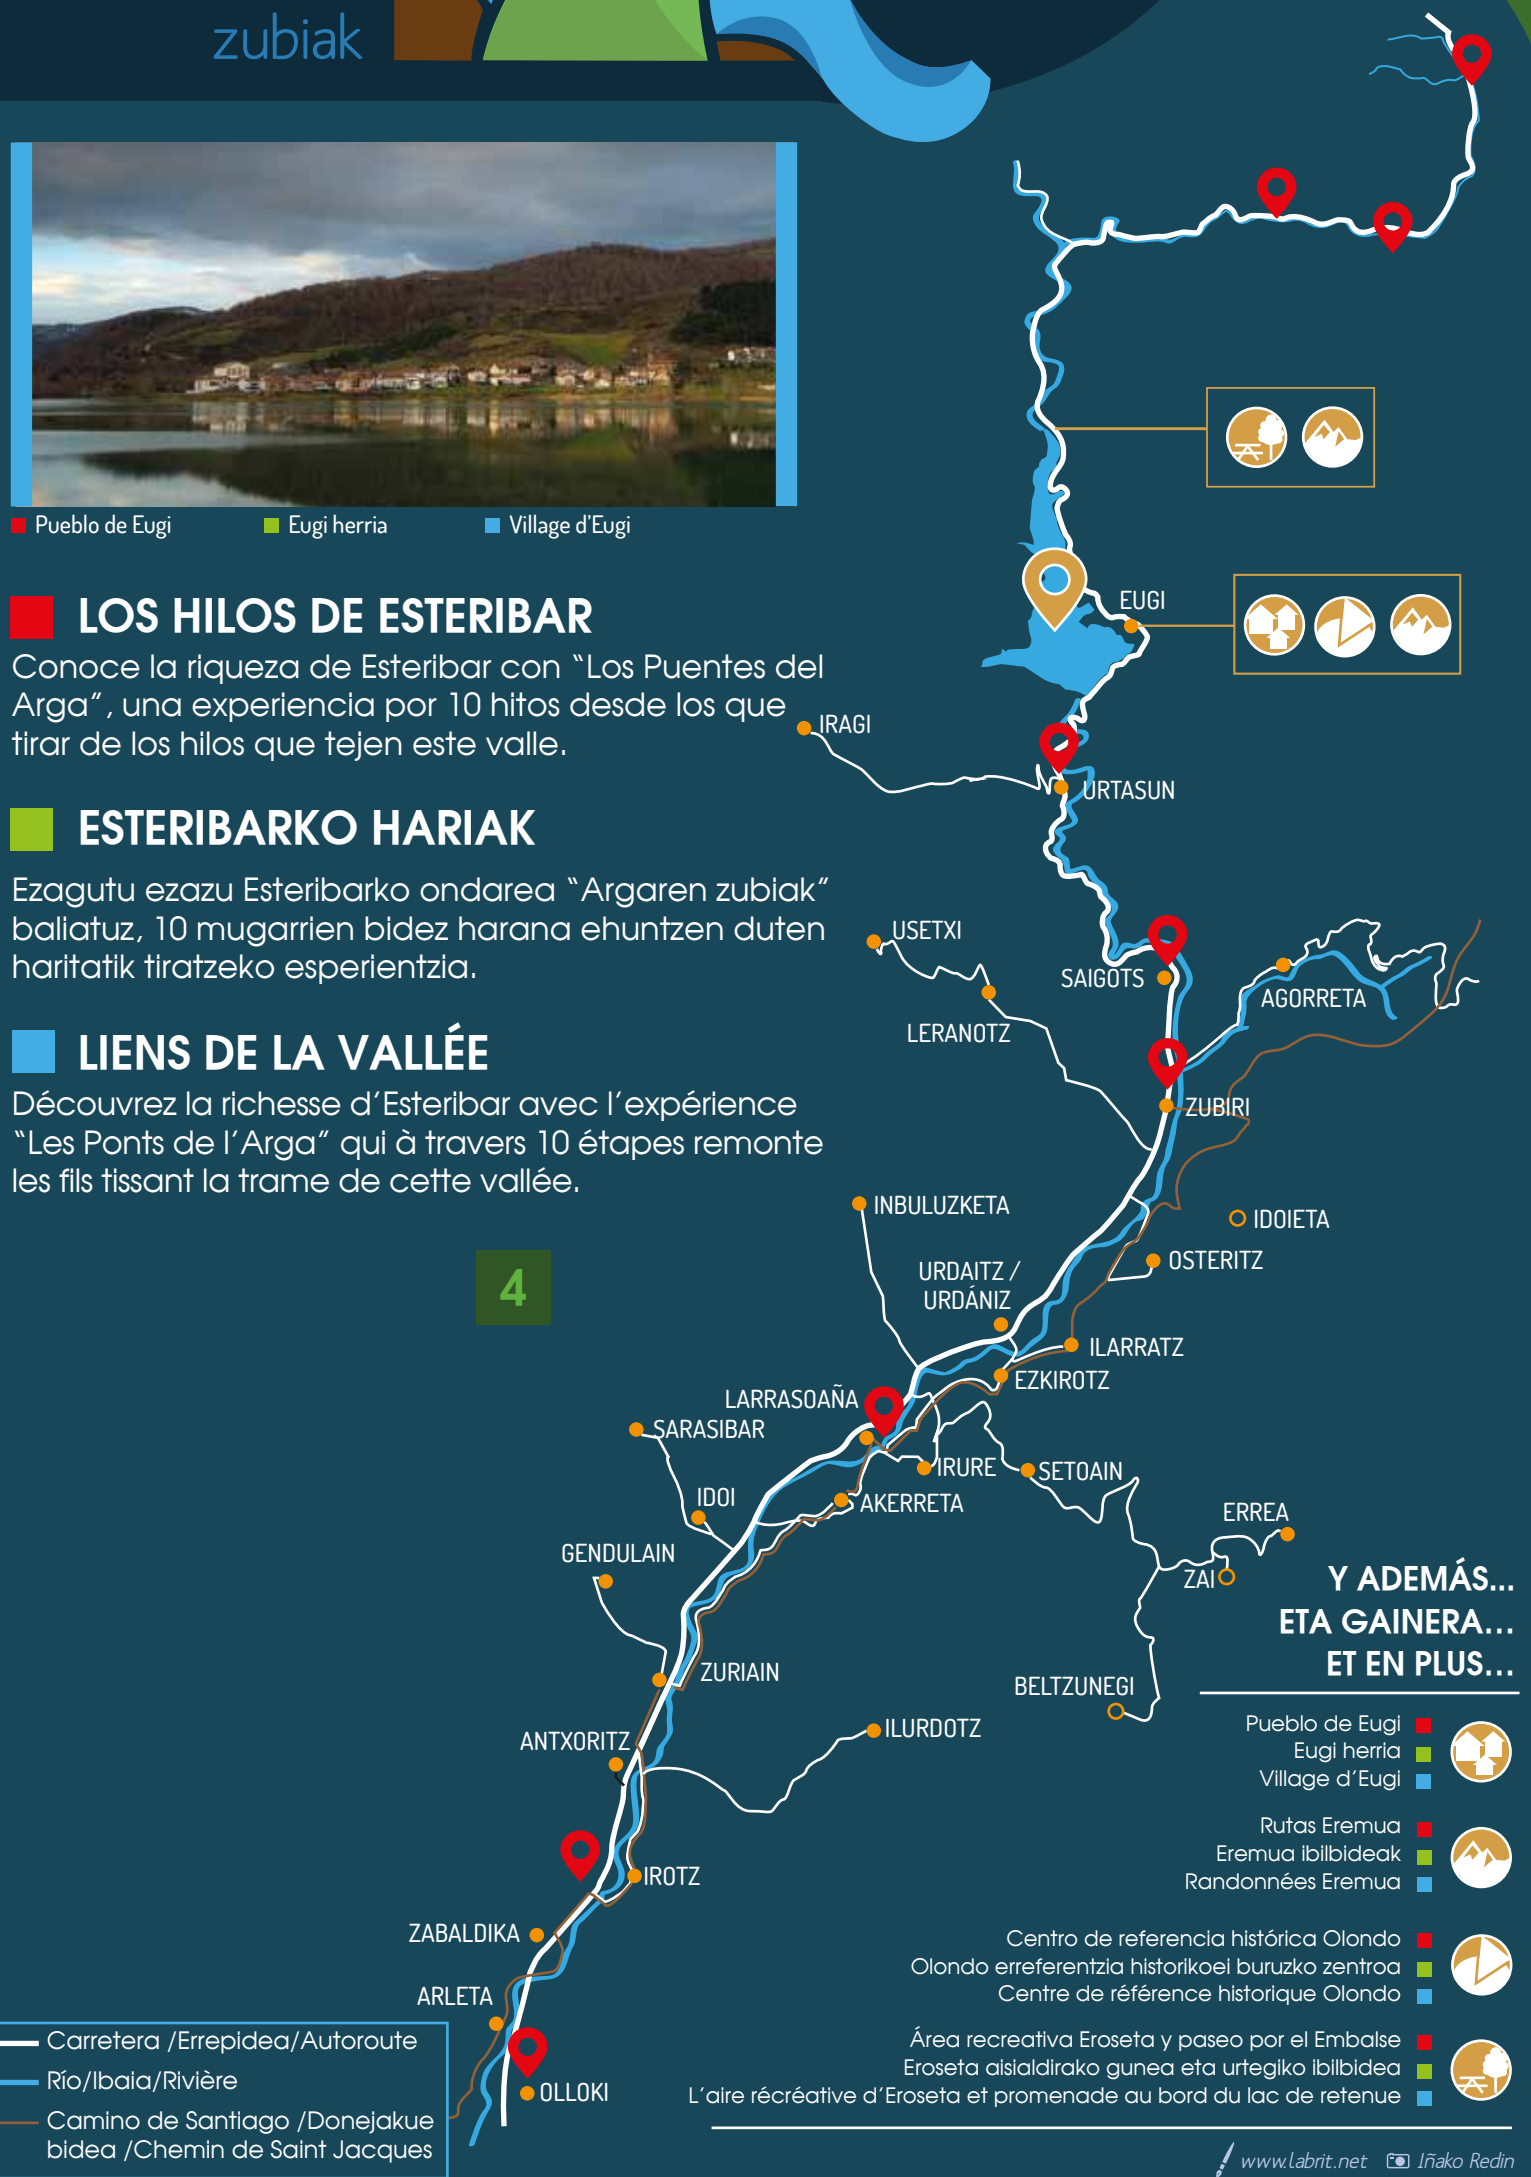 zubiak
Pueblo de Eugi
Eugi herria
Village d'Eugi
LOS HILOS DE ESTERIBAR
Conoce la riqueza de Esteribar con “Los Puentes del
Arga”, una experiencia por 10 hitos desde los que
tirar de los hilos que tejen este valle.
ESTERIBARKO HARIAK
Ezagutu ezazu Esteribarko ondarea “Argaren zubiak”
baliatuz, 10 mugarrien bidez harana ehuntzen duten
haritatik tiratzeko esperientzia.
LIENS DE LA VALLÉE
Découvrez la richesse d’Esteribar avec l’expérience
“Les Ponts de l’Arga” qui à travers 10 étapes remonte
les fils tissant la trame de cette vallée.
4
EUGI
IRAGI
URTASUN
USETXI
SAIGOTS
LERANOTZ
AGORRETA
ZUBIRI
INBULUZKETA
IDOIETA
OSTERITZ
URDAITZ /
URDÁNIZ
ILARRATZ
EZKIROTZ
LARRASOAÑA
SARASIBAR
IRURE
SETOAIN
IDOI
AKERRETA
ERREA
GENDULAIN
ZAI
ZURIAIN
BELTZUNEGI
ANTXORITZ
ILURDOTZ
IROTZ
ZABALDIKA
ARLETA
OLLOKI
Y ADEMÁS...
ETA GAINERA...
ET EN PLUS...
Pueblo de Eugi
Eugi herria
Village d’Eugi
Rutas Eremua
Eremua ibilbideak
Randonnées Eremua
Centro de referencia histórica Olondo
Olondo erreferentzia historikoei buruzko zentroa
Centre de référence historique Olondo
Área recreativa Eroseta y paseo por el Embalse
Eroseta aisialdirako gunea eta urtegiko ibilbidea
L’aire récréative d’Eroseta et promenade au bord du lac de retenue
Carretera /Errepidea/Autoroute
Río/Ibaia/Rivière
Camino de Santiago /Donejakue
bidea /Chemin de Saint Jacques
www.labrit.net
Iñako Redin